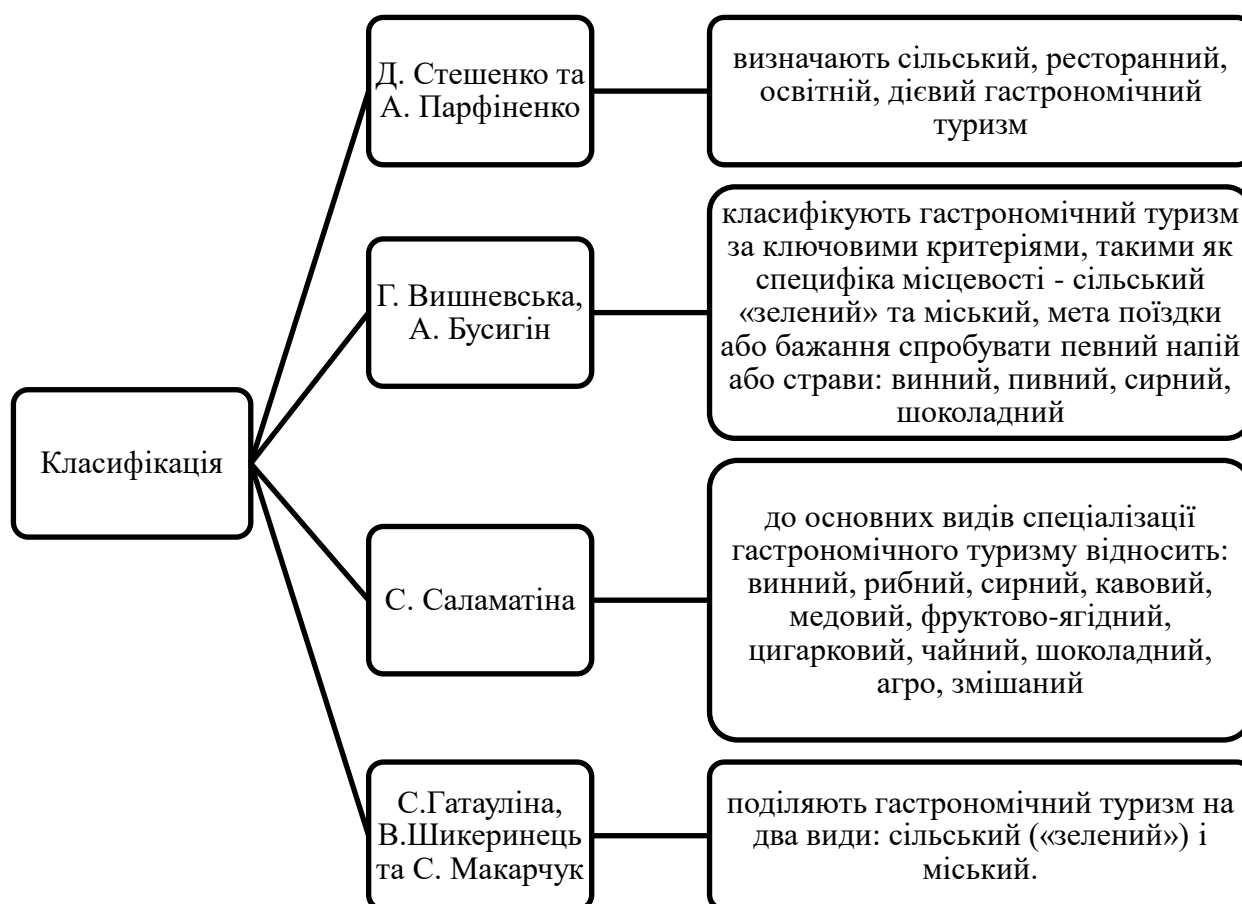 Класифікація
Д. Стешенко та
А. Парфіненко
визначають сільський, ресторанний,
освітній, дієвий гастрономічний
туризм
Г. Вишневська,
А. Бусигін
класифікують гастрономічний туризм
за ключовими критеріями, такими як
специфіка місцевості - сільський
«зелений» та міський, мета поїздки
або бажання спробувати певний напій
або страви: винний, пивний, сирний,
шоколадний
С. Саламатіна
до основних видів спеціалізації
гастрономічного туризму відносить:
винний, рибний, сирний, кавовий,
медовий, фруктово-ягідний,
цигарковий, чайний, шоколадний,
агро, змішаний
С.Гатауліна,
В.Шикеринець
та С. Макарчук
поділяють гастрономічний туризм на
два види: сільський («зелений») і
міський.